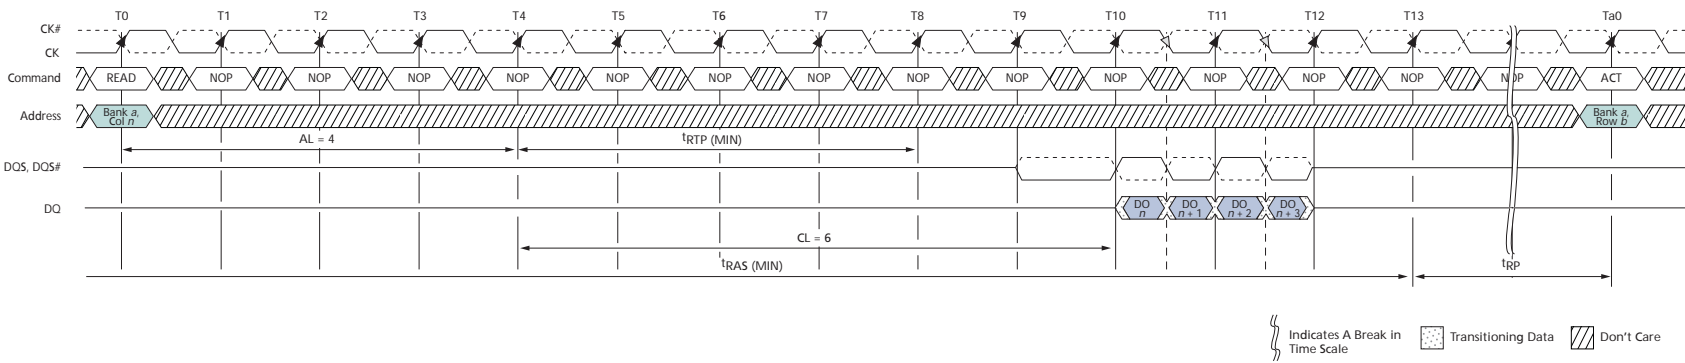 T0 T1 T2 T3 T4 T5 T6 T7 T8 T9 T10 T11 T12 T13 Ta0
CK#
CK
Command READ NOP NOP NOP NOP NOP NOP NOP NOP NOP NOP NOP NOP NOP NOP ACT
Address Bank a, Col n Bank a, Row b
AL = 4 tRTP (MIN)
DQS, DQS#
DQ DO n DO n + 1 DO n + 2 DO n + 3
CL = 6
tRAS (MIN) tRP
Indicates A Break in
Time Scale
Transitioning Data
Don't Care